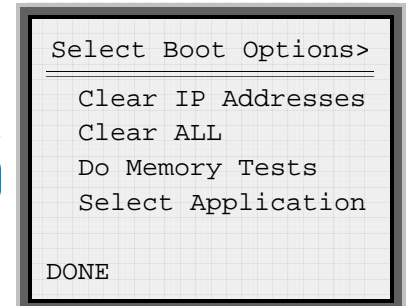 Select Boot Options>
Clear IP Addresses
Clear ALL
Do Memory Tests
Select Application
DONE